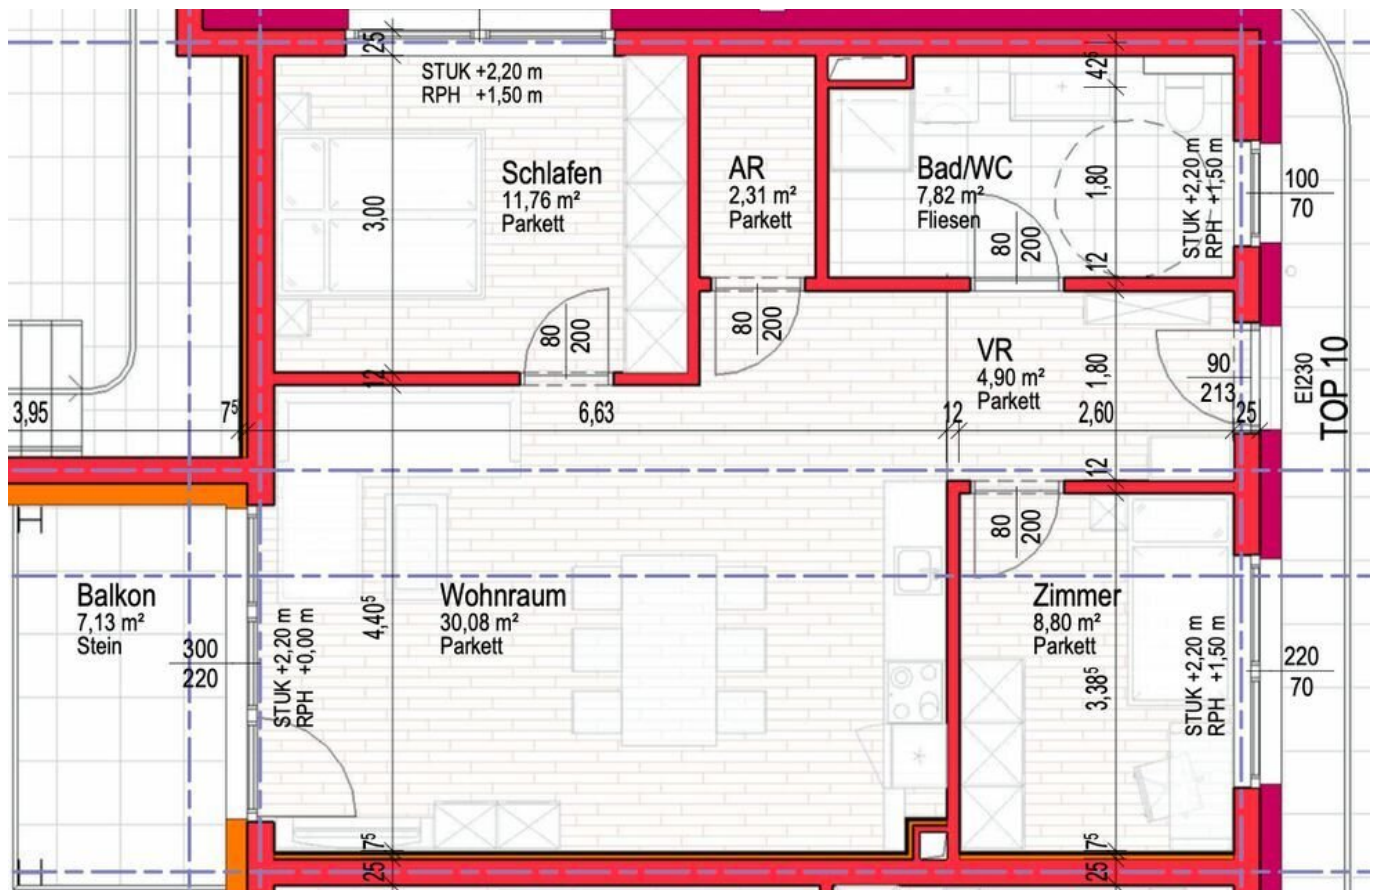 25
STUK +2,20 m
RPH +1,50 m
42⁵
Schlafen
11,76 m²
Parkett
AR
2,31 m²
Parkett
Bad/WC
7,82 m²
Fliesen
1,80
STUK +2,20 m
RPH +1,50 m
100
70
3,00
80
200
12
80
200
80
200
VR
4,90 m²
Parkett
1,80
90
213
EI230
TOP 10
12
3,95
7⁵
6,63
12
2,60
25
12
80
200
Balkon
7,13 m²
Stein
300
220
STUK +2,20 m
RPH +0,00 m
4,40⁵
Wohnraum
30,08 m²
Parkett
Zimmer
8,80 m²
Parkett
3,38⁵
STUK +2,20 m
RPH +1,50 m
220
70
7⁵
25
7⁵
25